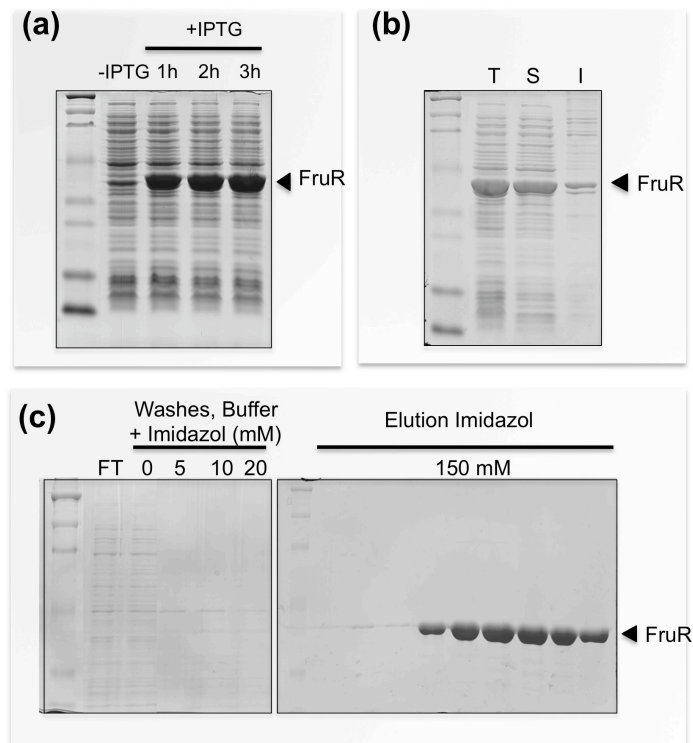 (a)
+IPTG
-IPTG 1h 2h 3h
FruR
(b)
T S I
FruR
(c)
Washes, Buffer
+ Imidazol (mM)
Elution Imidazol
FT 0 5 10 20
150 mM
FruR